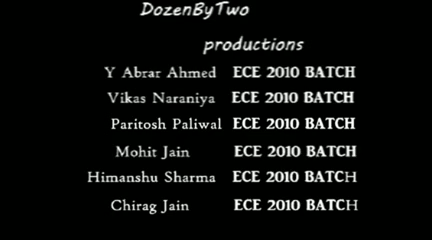 DozenByTwo
productions
Y Abrar Ahmed ECE 2010 BATCH
Vikas Naraniya ECE 2010 BATCH
Paritosh Paliwal ECE 2010 BATCH
Mohit Jain ECE 2010 BATCH
Himanshu Sharma ECE 2010 BATCH
Chirag Jain ECE 2010 BATCH